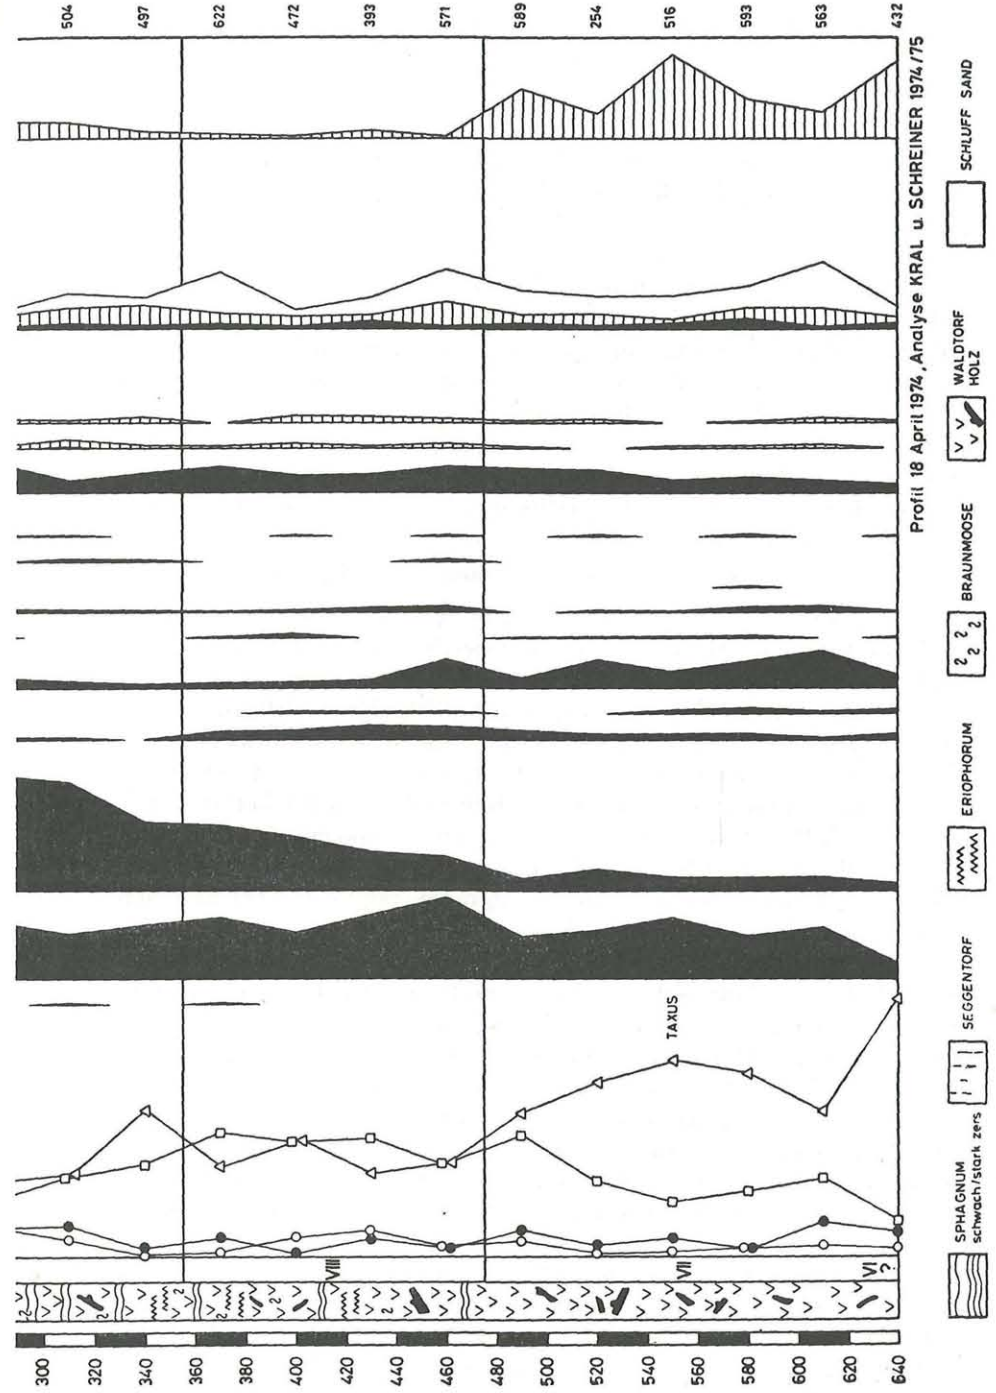 504
497
622
472
393
571
589
254
516
593
563
432
TAXUS
VIII
VII
VI
?
300
320
340
360
380
400
420
440
460
480
500
520
540
560
580
600
620
640
Profil 18 April 1974, Analyse KRAL u. SCHREINER 1974/75
SPHAGNUM
schwach/stark zers
SEGGENTORF
ERIOPHORUM
BRAUNMOOSE
WALDTORF
HOLZ
SCHLUFF SAND